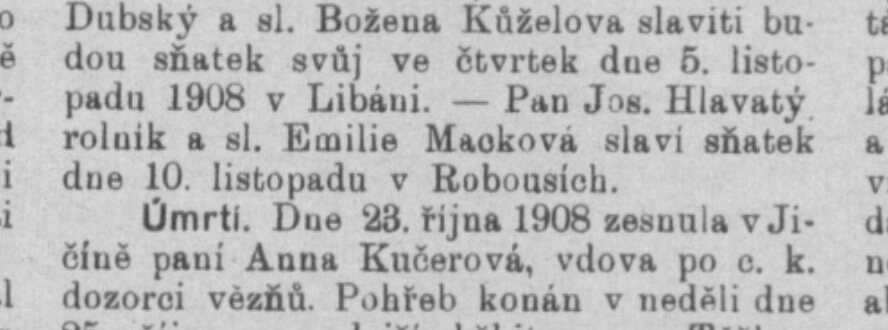 Dubský a sl. Božena Kůželova slaviti bu-
dou sňatek svůj ve čtvrtek dne 5. listo-
padu 1908 v Libáni. — Pan Jos. Hlavatý
rolník a sl. Emilie Macková slaví sňatek
dne 10. listopadu v Robousích.
Úmrtí. Dne 23. října 1908 zesnula v Ji-
číně paní Anna Kučerová, vdova po c. k.
dozorci vězňů. Pohřeb konán v neděli dne